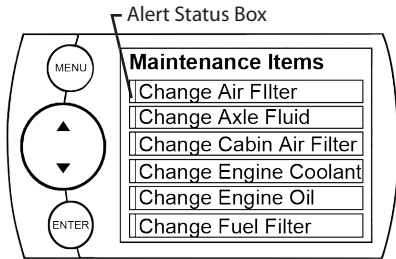 Alert Status Box
MENU
Maintenance Items
Change Air FIlter
Change Axle Fluid
Change Cabin Air Filter
Change Engine Coolant
Change Engine Oil
Change Fuel Filter
ENTER